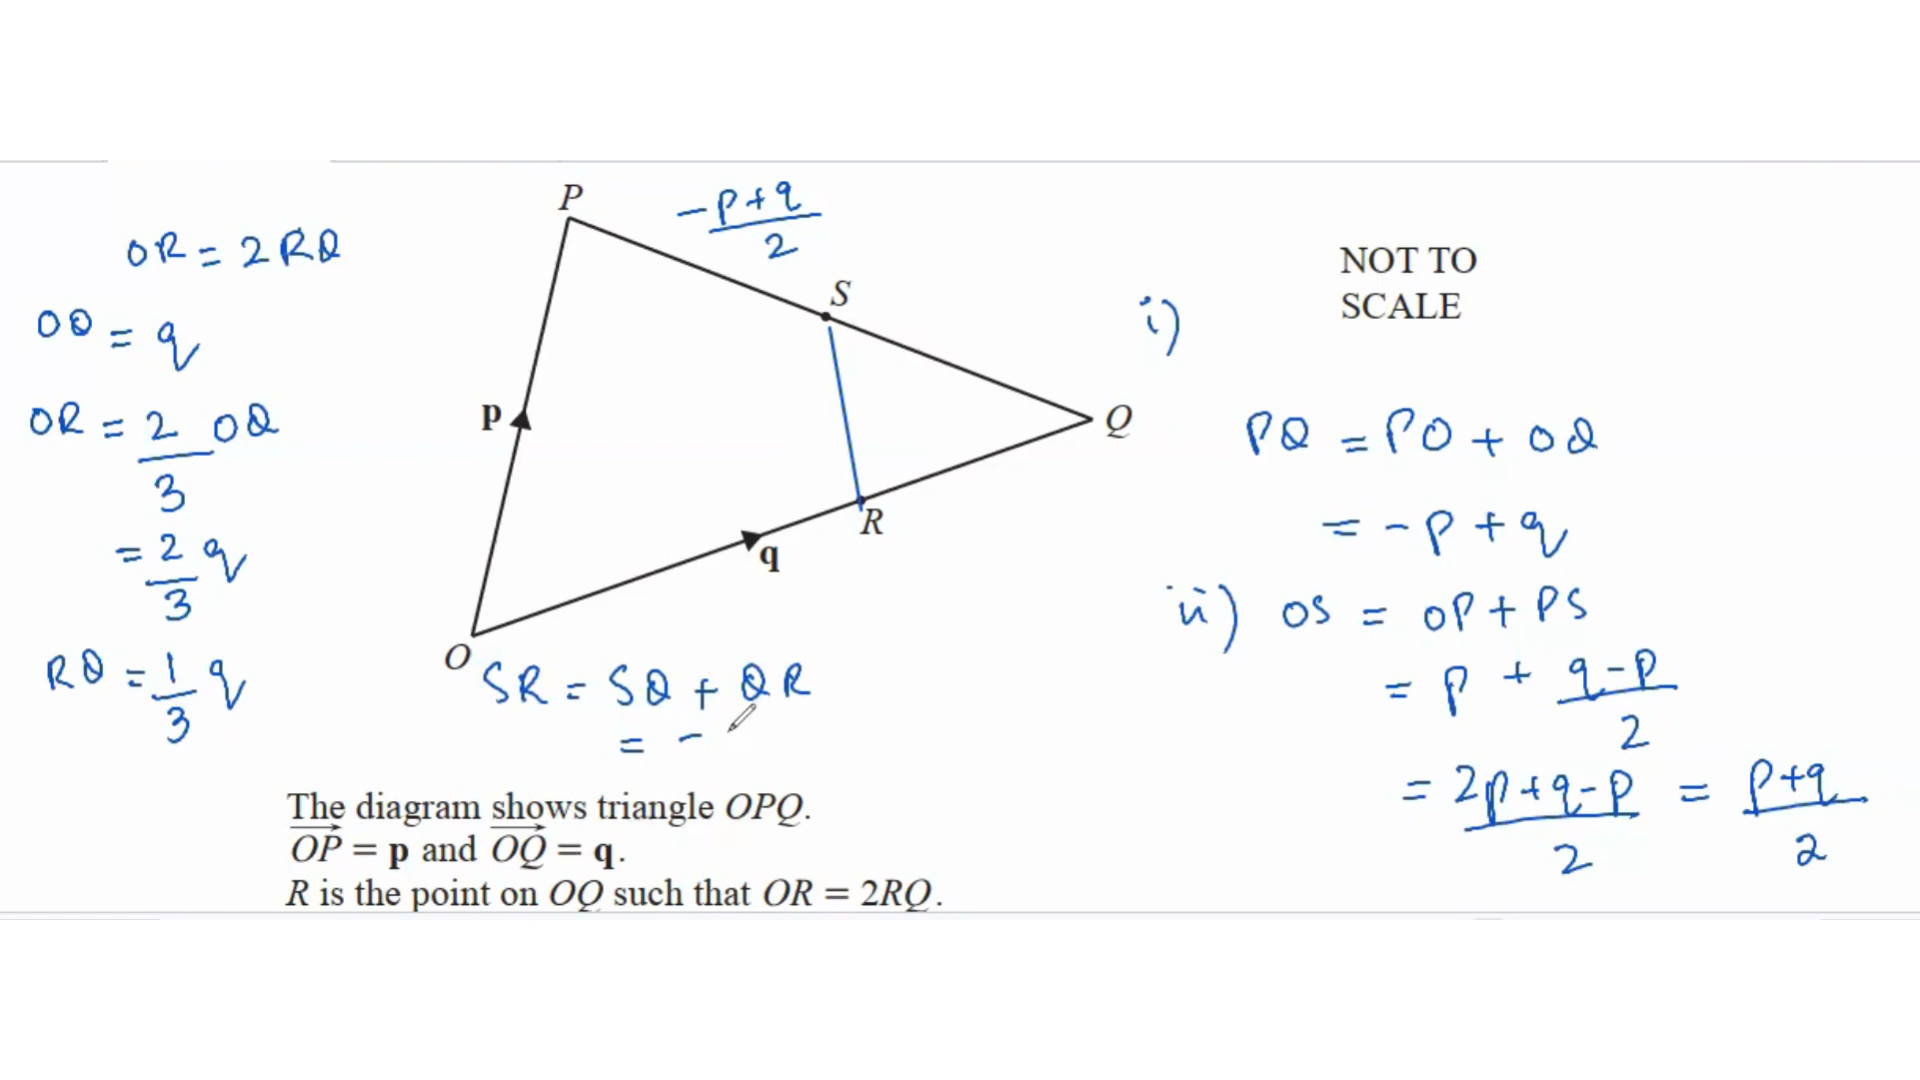 OR = 2RQ
OQ = q
OR = 2/3 OQ
= 2/3 q
RQ = 1/3 q
P
-p+q/2
S
p
Q
R
q
O
SR = SQ + QR
= -
The diagram shows triangle OPQ.
OP = p and OQ = q.
R is the point on OQ such that OR = 2RQ.
NOT TO
SCALE
i)
PQ = PO + OQ
= -p + q
ii) OS = OP + PS
= p + q-p/2
= 2p+q-p/2 = p+q/2